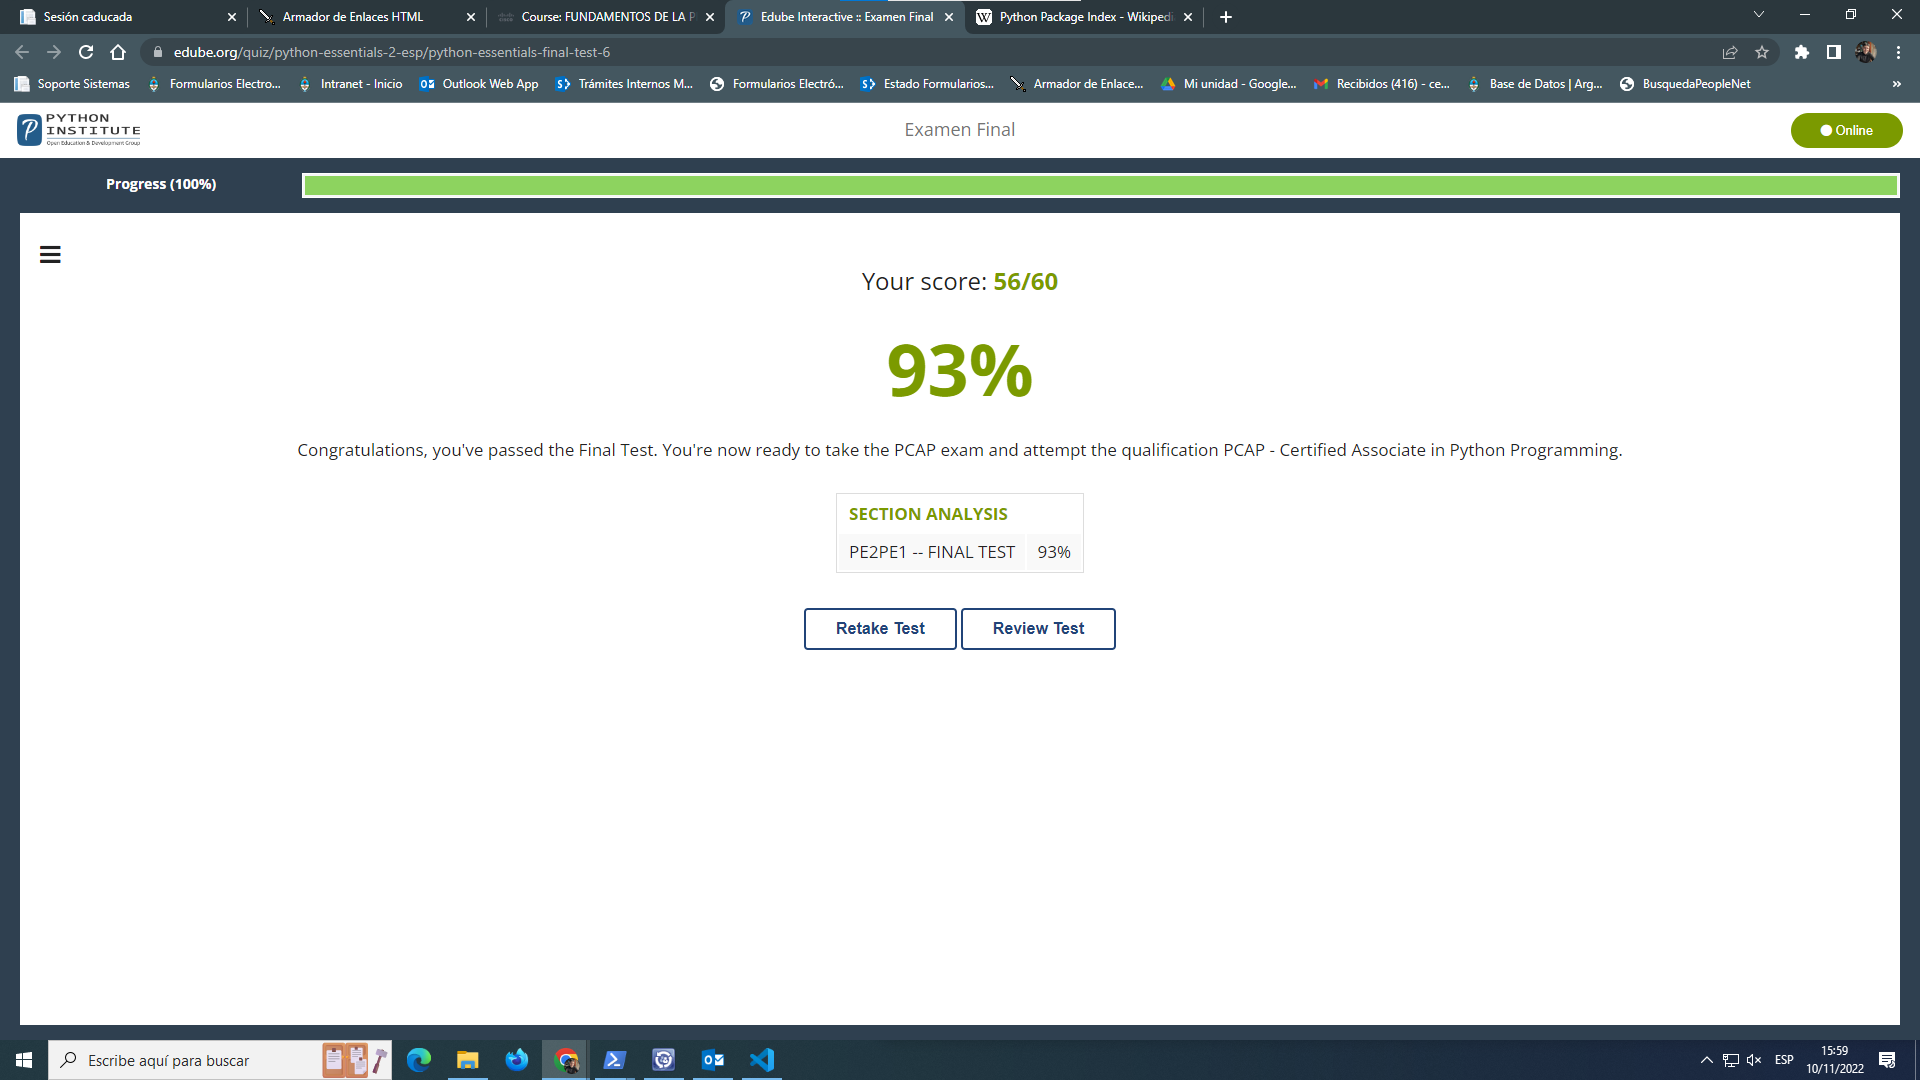 Sesión caducada
Armador de Enlaces HTML
Course: FUNDAMENTOS DE LA P
Edube Interactive :: Examen Final
Python Package Index - Wikipedi
edube.org/quiz/python-essentials-2-esp/python-essentials-final-test-6
Soporte Sistemas
Formularios Electro...
Intranet - Inicio
Outlook Web App
Trámites Internos M...
Formularios Electró...
Estado Formularios...
Armador de Enlace...
Mi unidad - Google...
Recibidos (416) - ce...
Base de Datos | Arg...
BusquedaPeopleNet
»
PYTHON
INSTITUTE
Open Education & Development Group
Examen Final
Online
Progress (100%)
Your score: 56/60
93%
Congratulations, you've passed the Final Test. You're now ready to take the PCAP exam and attempt the qualification PCAP - Certified Associate in Python Programming.
SECTION ANALYSIS
PE2PE1 -- FINAL TEST 93%
Retake Test
Review Test
Escribe aquí para buscar
ESP
15:59
10/11/2022